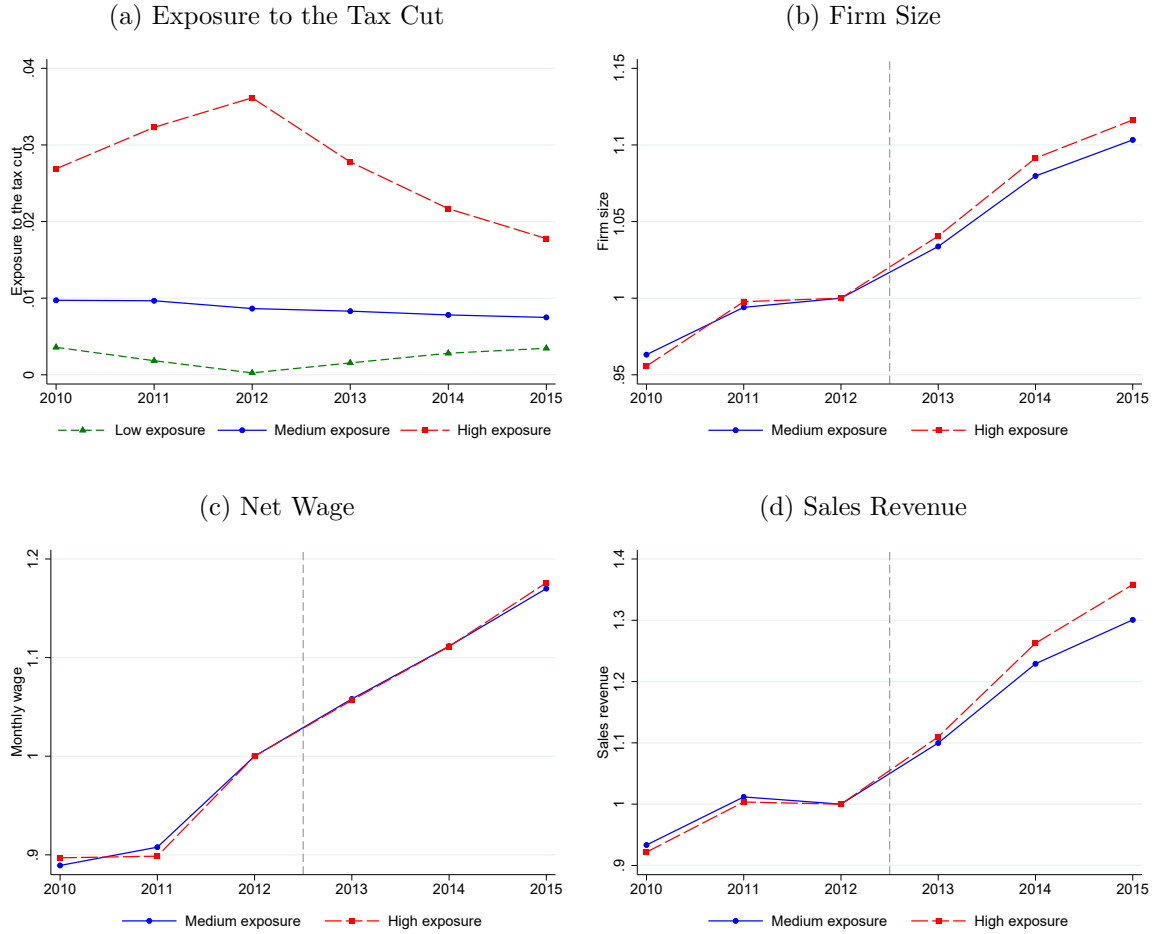 (a) Exposure to the Tax Cut
Exposure to the tax cut
.04
.03
.02
.01
0
2010 2011 2012 2013 2014 2015
Low exposure Medium exposure High exposure
(b) Firm Size
Firm size
1.15
1.1
1.05
1
.95
2010 2011 2012 2013 2014 2015
Medium exposure High exposure
(c) Net Wage
Monthly wage
1.2
1.1
1
.9
2010 2011 2012 2013 2014 2015
Medium exposure High exposure
(d) Sales Revenue
Sales revenue
1.4
1.3
1.2
1.1
1
.9
2010 2011 2012 2013 2014 2015
Medium exposure High exposure